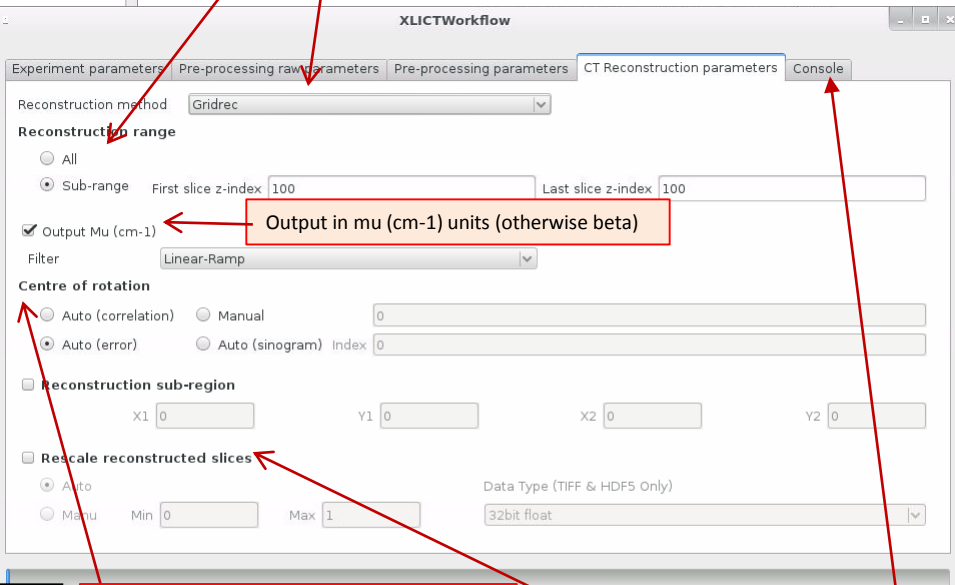 XLICTWorkflow
Experiment parameters Pre-processing raw parameters Pre-processing parameters CT Reconstruction parameters Console
Reconstruction method Gridrec
Reconstruction range
All
Sub-range First slice z-index 100 Last slice z-index 100
Output in mu (cm-1) units (otherwise beta)
Output Mu (cm-1)
Filter Linear-Ramp
Centre of rotation
Auto (correlation) Manual 0
Auto (error) Auto (sinogram) Index 0
Reconstruction sub-region
X1 0 Y1 0 X2 0 Y2 0
Rescale reconstructed slices
Auto Data Type (TIFF & HDF5 Only)
Manu Min 0 Max 1 32bit float